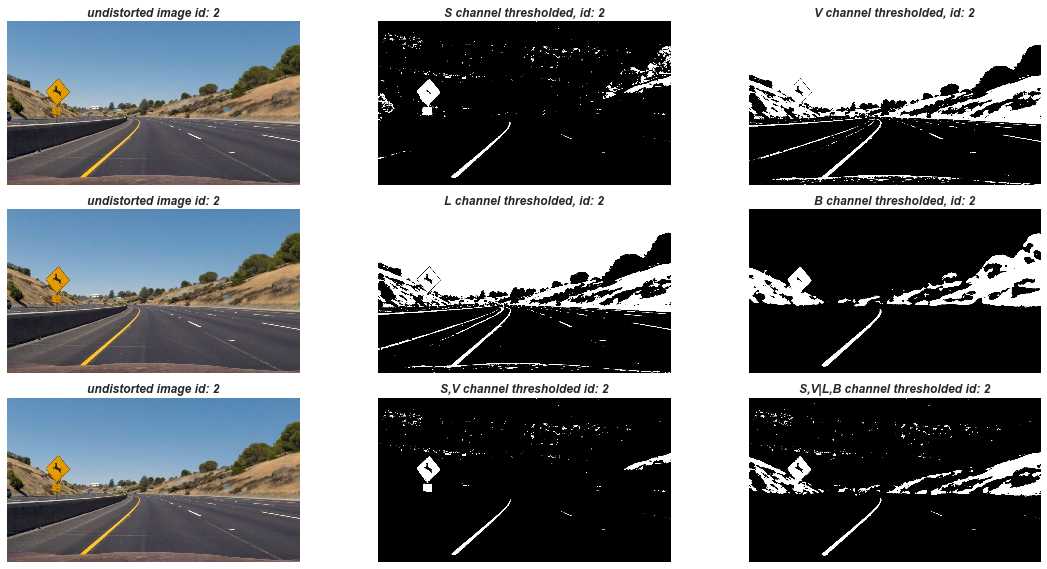 undistorted image id: 2
S channel thresholded, id: 2
V channel thresholded, id: 2
undistorted image id: 2
L channel thresholded, id: 2
B channel thresholded, id: 2
undistorted image id: 2
S,V channel thresholded id: 2
S,V|L,B channel thresholded id: 2